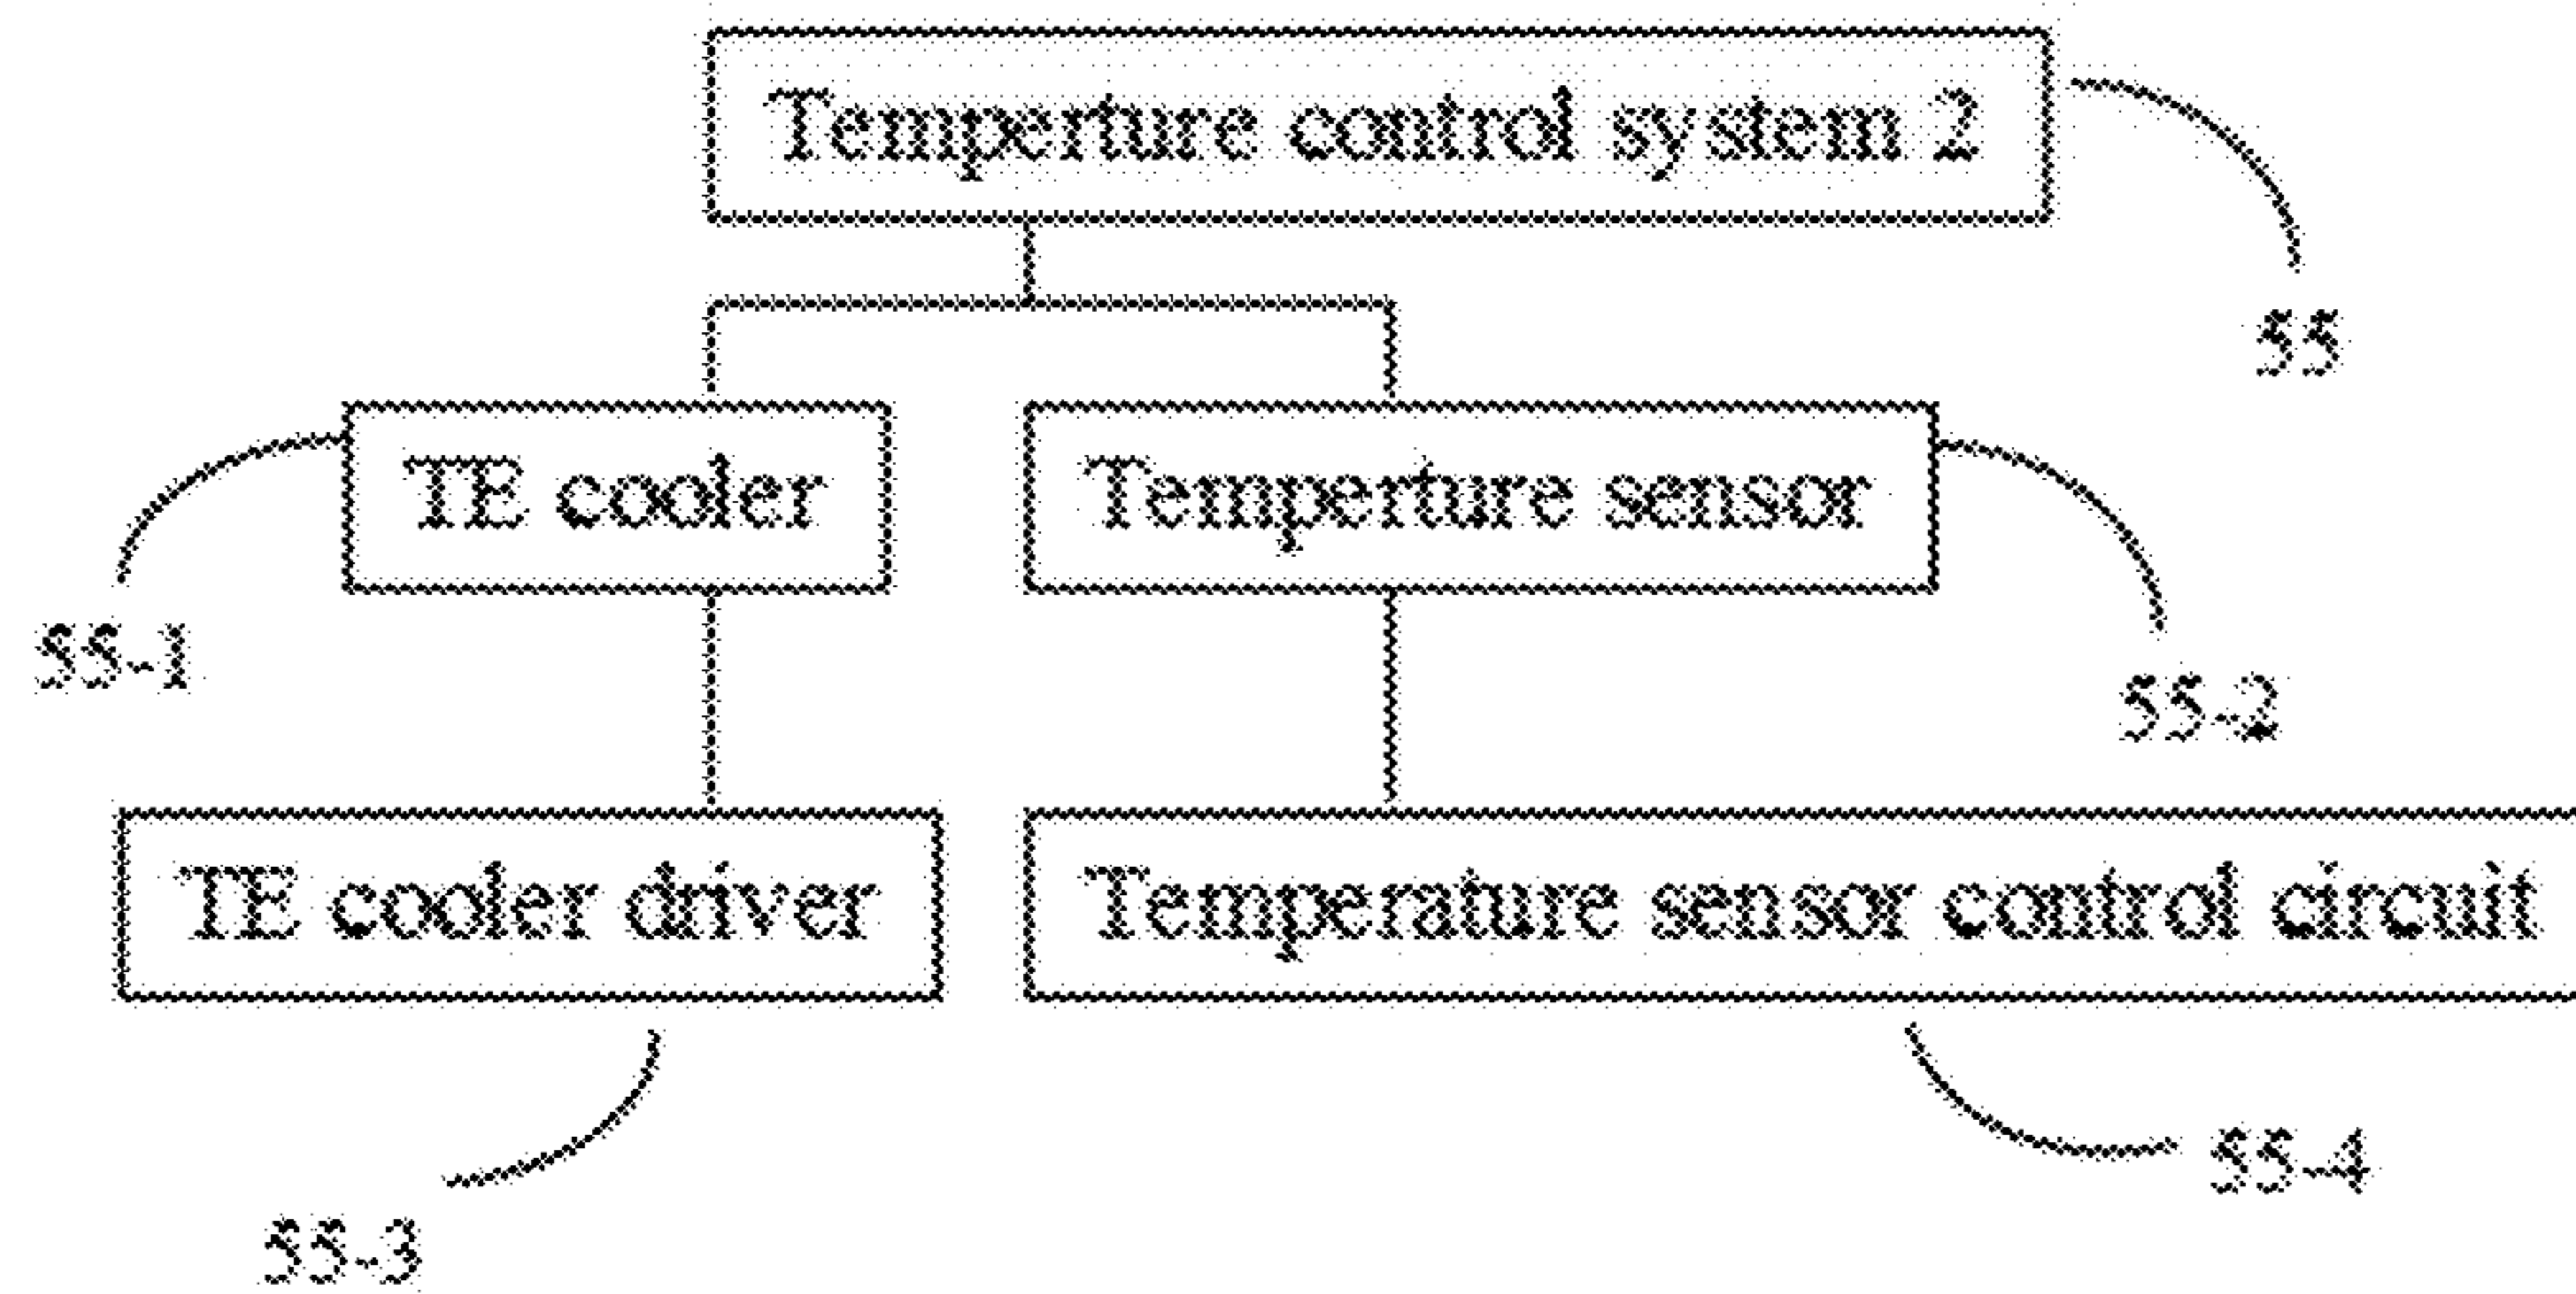 Temperture control system 2
55
TE cooler
Temperture sensor
55-1
55-2
TE cooler driver
Temperature sensor control circuit
55-4
55-3